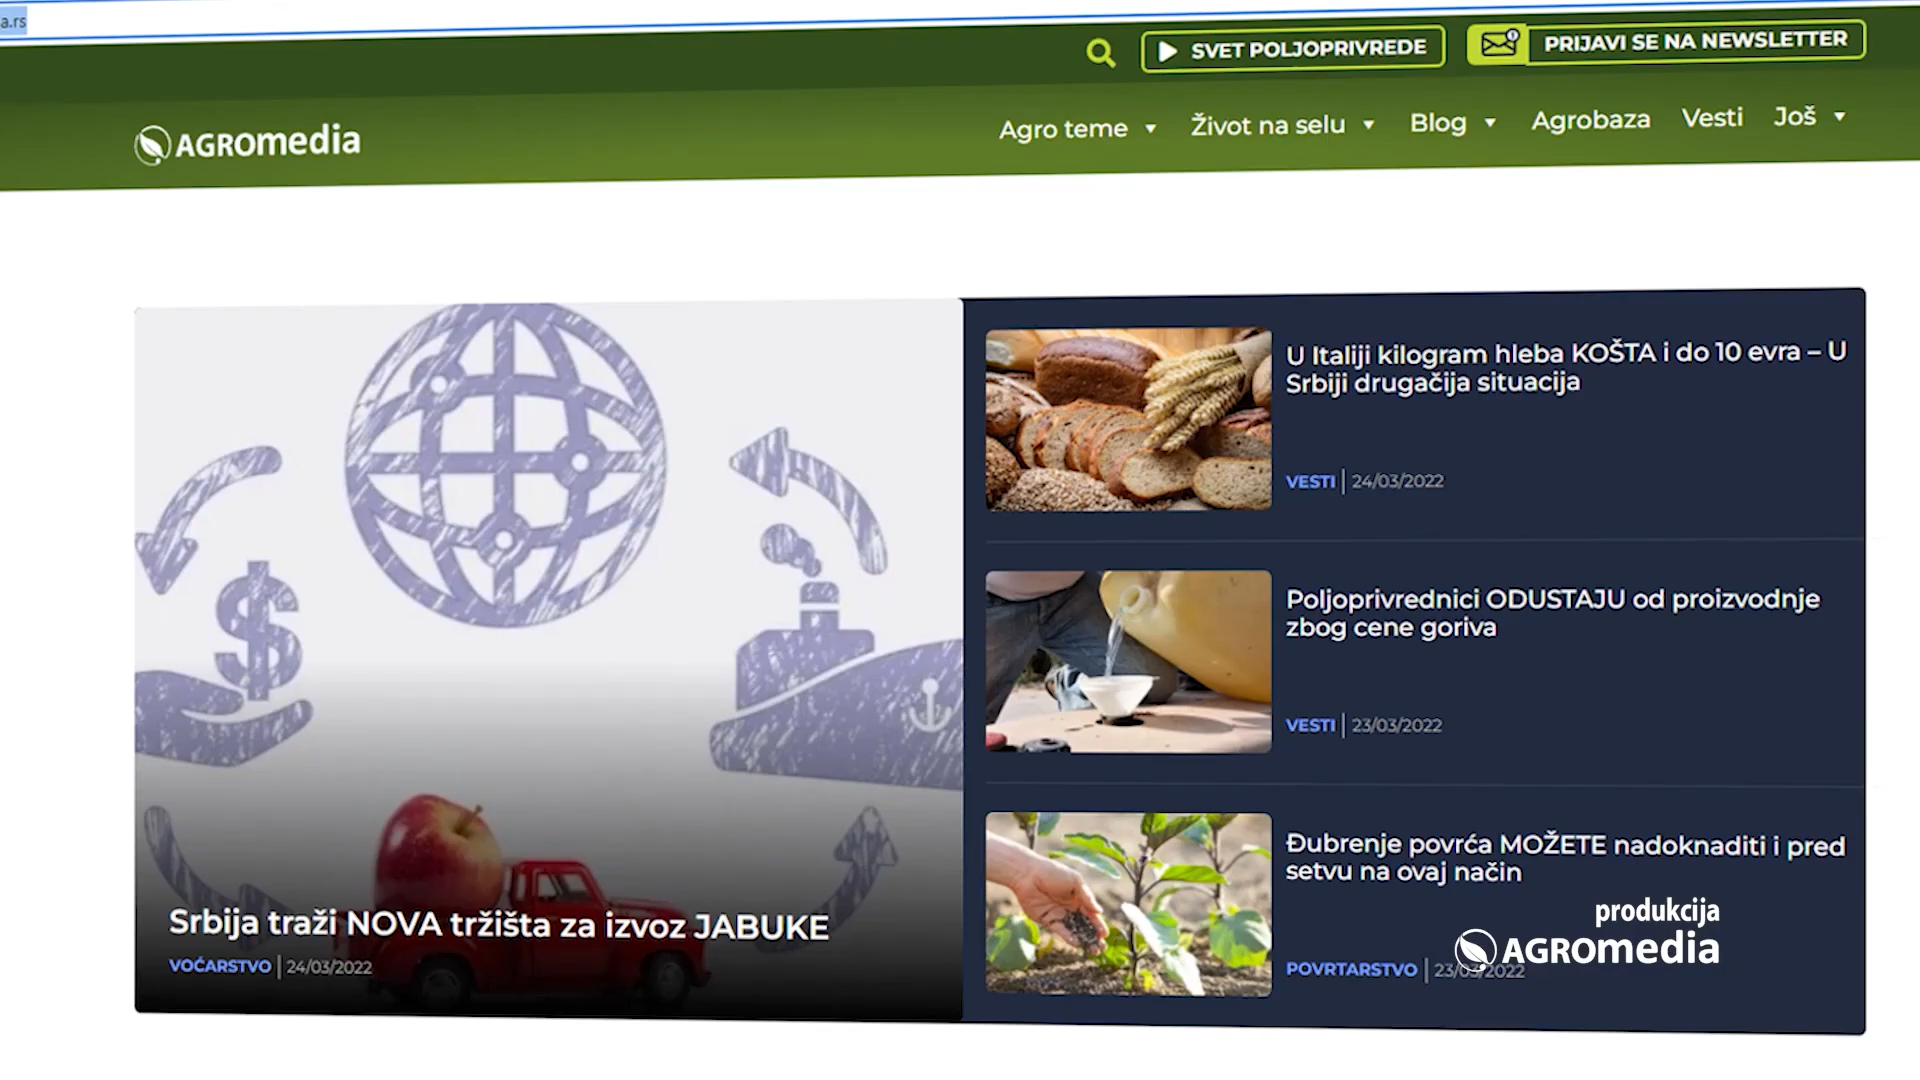 a.rs
SVET POLJOPRIVREDE
PRIJAVI SE NA NEWSLETTER
AGROmedia
Agro teme
Život na selu
Blog
Agrobaza
Vesti
Još
Srbija traži NOVA tržišta za izvoz JABUKE
VOĆARSTVO | 24/03/2022
U Italiji kilogram hleba KOŠTA i do 10 evra – U
Srbiji drugačija situacija
VESTI | 24/03/2022
Poljoprivrednici ODUSTAJU od proizvodnje
zbog cene goriva
VESTI | 23/03/2022
Đubrenje povrća MOŽETE nadoknaditi i pred
setvu na ovaj način
POVRTARSTVO | 23/03/2022
produkcija
AGROmedia